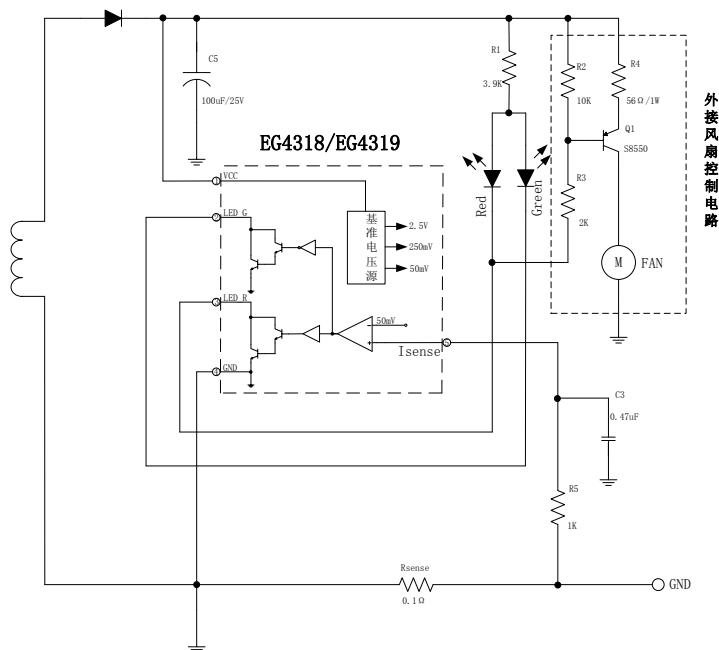 C5
100uF/25V
R1
3.9K
R2
10K
R4
56Ω/1W
Q1
S8550
R3
2K
M
FAN
外接风扇控制电路
EG4318/EG4319
Red
Green
VCC
LED_G
LED_R
GND
基准电压源
2.5V
250mV
50mV
50mV
Isense
C3
0.47uF
R5
1K
Rsense
0.1Ω
GND